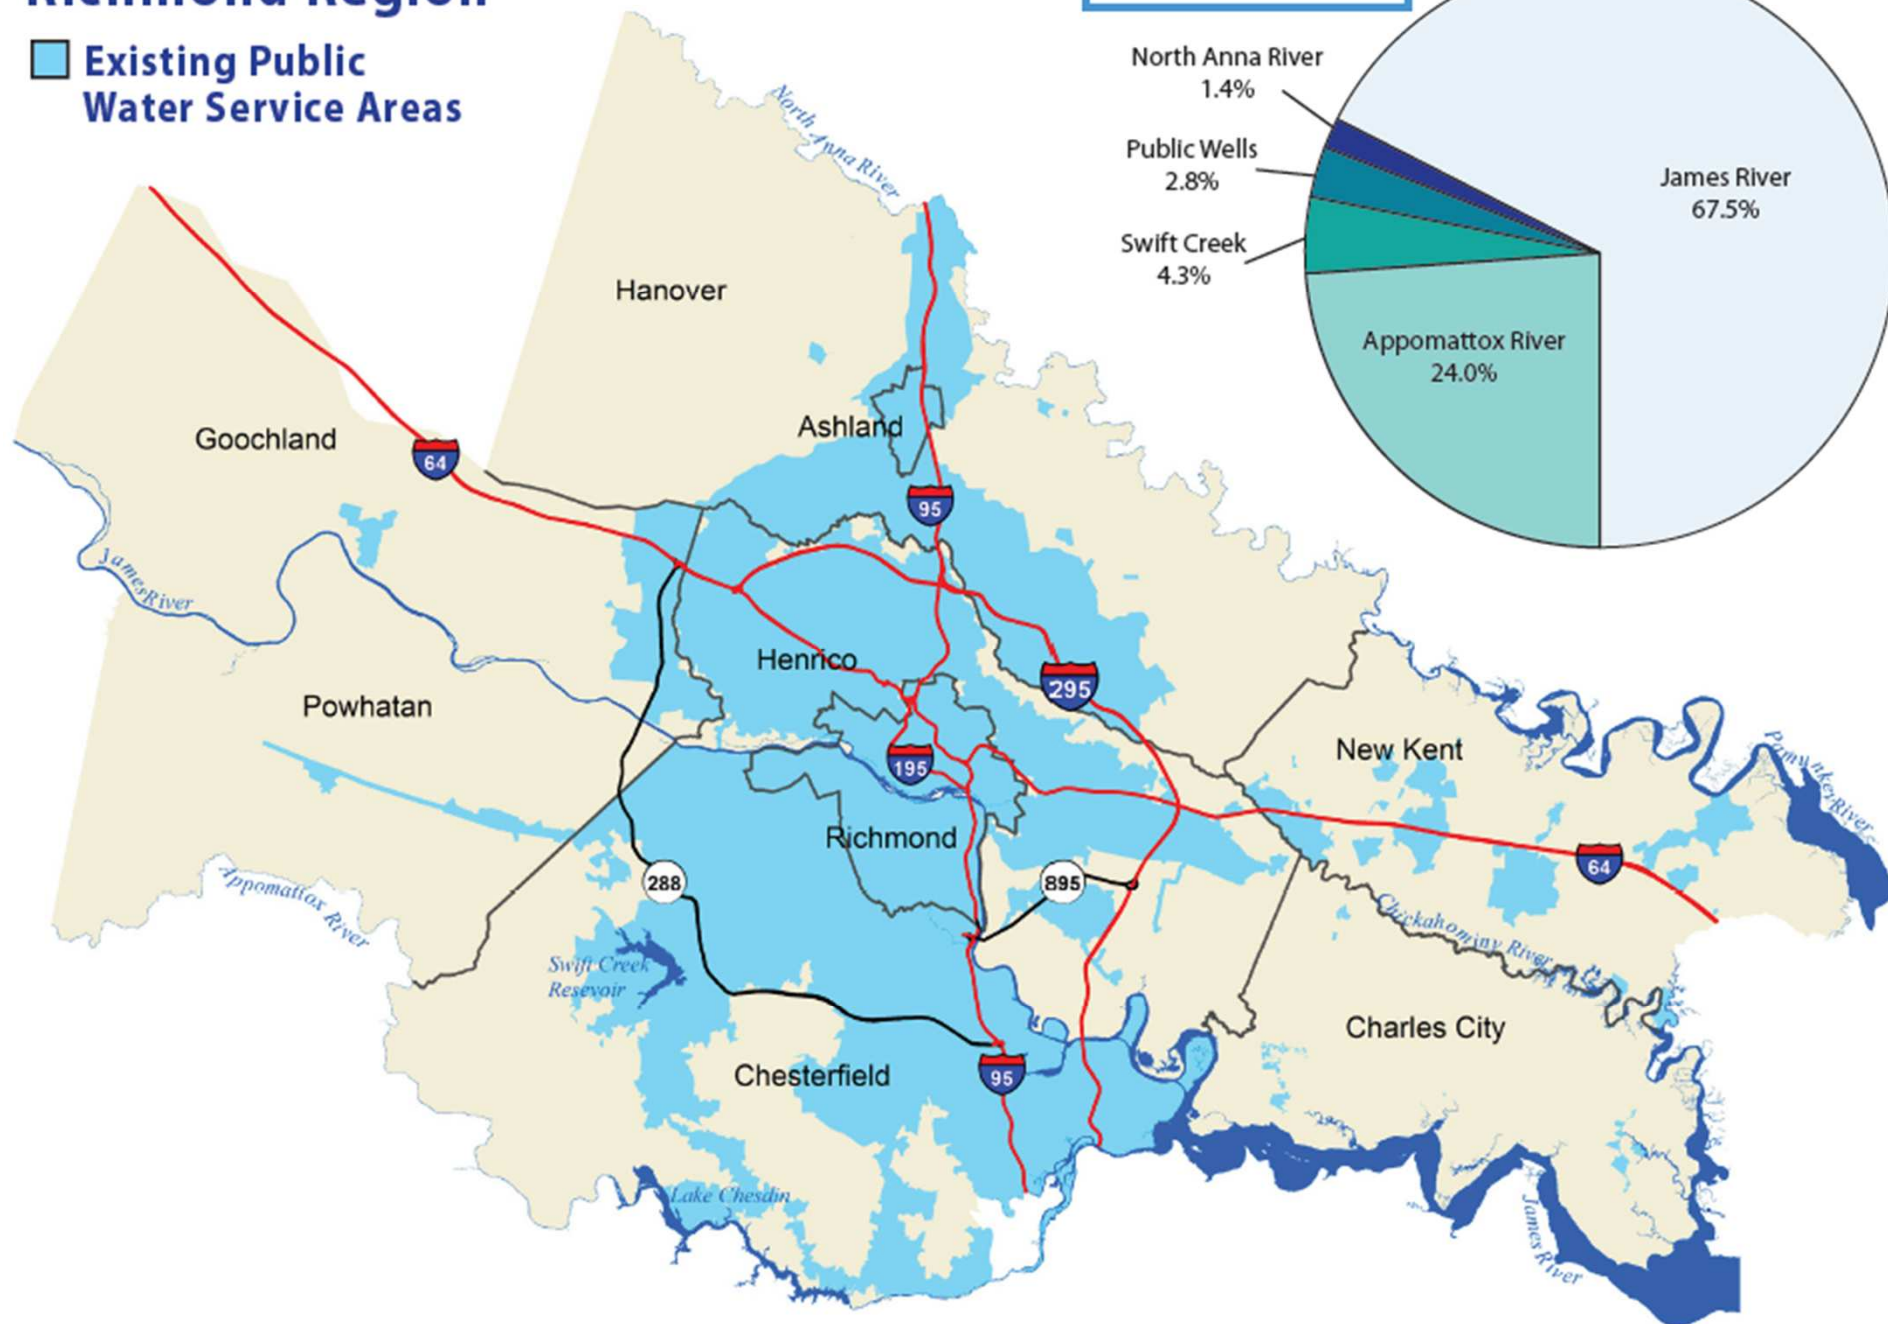 Richmond Region
Existing Public
Water Service Areas
North Anna River
1.4%
Public Wells
2.8%
Swift Creek
4.3%
James River
67.5%
Appomattox River
24.0%
North Anna River
Hanover
Ashland
Goochland
64
95
James River
Henrico
295
Powhatan
195
New Kent
Pamunkey River
Richmond
288
895
64
Appomattox River
Chickahominy River
Swift Creek
Resevoir
Charles City
Chesterfield
95
Lake Chesdin
James River